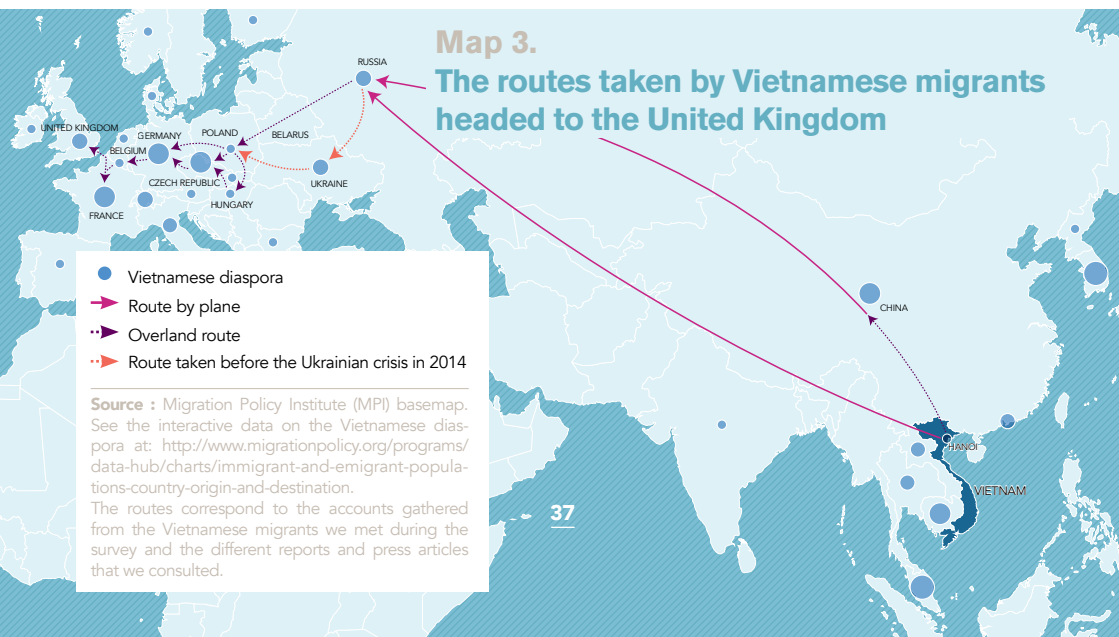 Map 3.
The routes taken by Vietnamese migrants
headed to the United Kingdom
RUSSIA
UNITED KINGDOM
GERMANY
POLAND
BELARUS
BELGIUM
CZECH REPUBLIC
UKRAINE
HUNGARY
FRANCE
CHINA
HANOI
VIETNAM
Vietnamese diaspora
Route by plane
Overland route
Route taken before the Ukrainian crisis in 2014
Source : Migration Policy Institute (MPI) basemap.
See the interactive data on the Vietnamese dias-
pora at: http://www.migrationpolicy.org/programs/
data-hub/charts/immigrant-and-emigrant-popula-
tions-country-origin-and-destination.
The routes correspond to the accounts gathered
from the Vietnamese migrants we met during the
survey and the different reports and press articles
that we consulted.
37